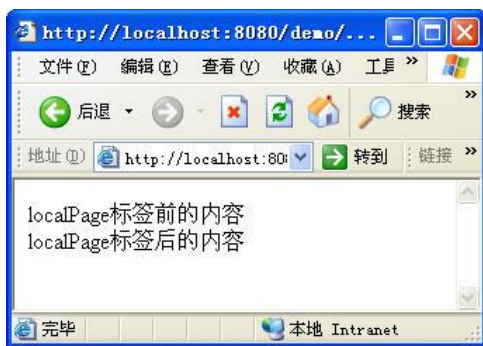 http://localhost:8080/demo/...
文件(F) 编辑(E) 查看(V) 收藏(A) 工具 »
后退 搜索 »
地址(D) http://localhost:80 转到 链接 »
localPage标签前的内容
localPage标签后的内容
完毕 本地 Intranet